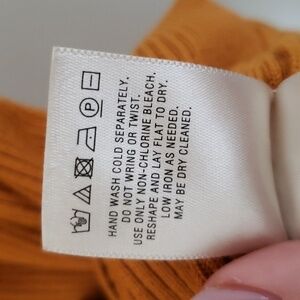 HAND WASH COLD SEPARATELY.
DO NOT WRING OR TWIST.
USE ONLY NON-CHLORINE BLEACH.
RESHAPE AND LAY FLAT TO DRY.
LOW IRON AS NEEDED.
MAY BE DRY CLEANED.